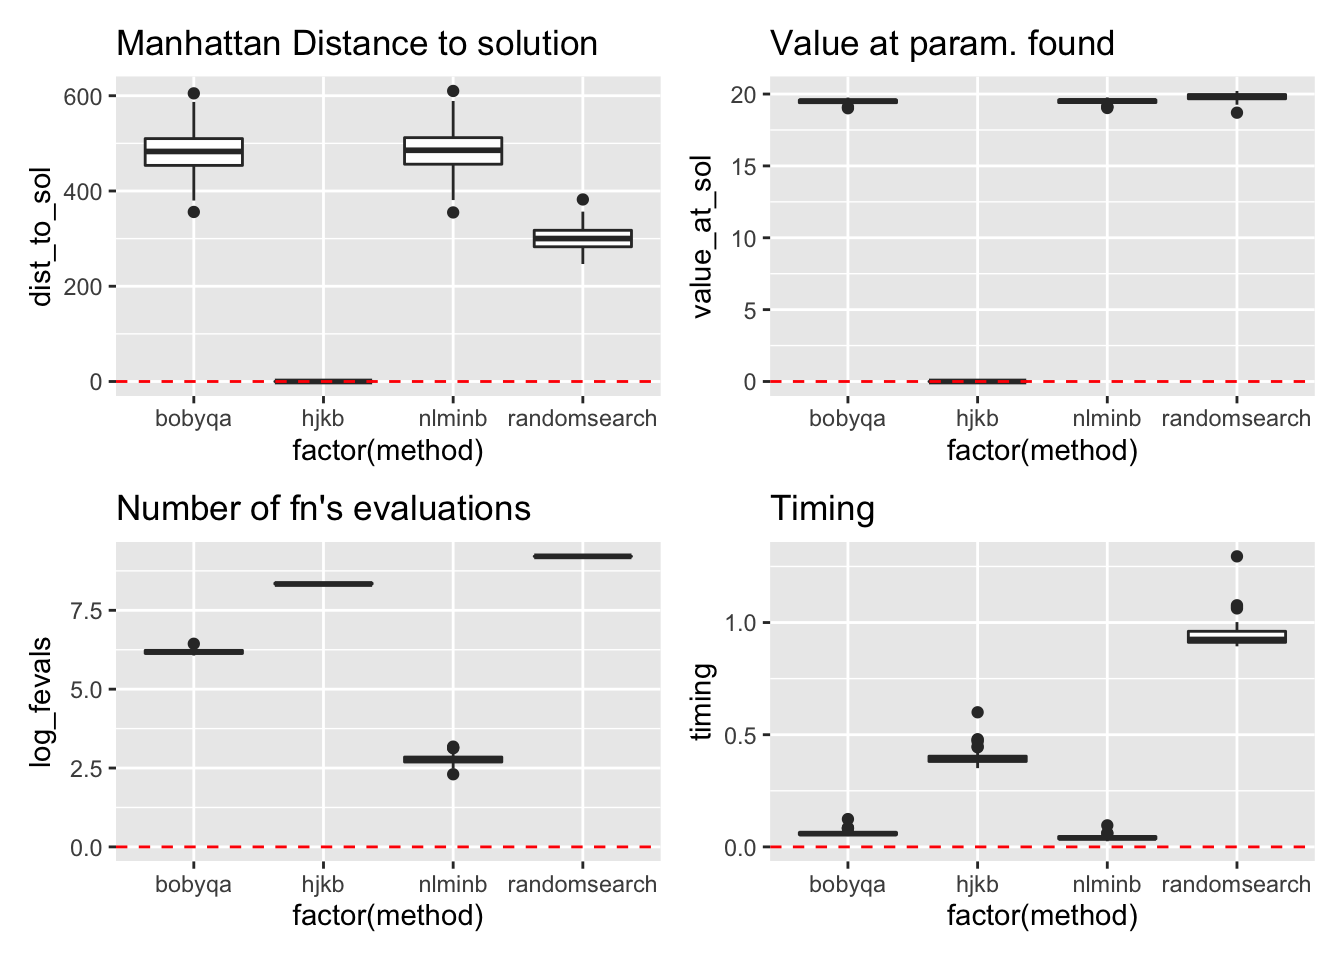 Manhattan Distance to solution
600
400
200
0
dist_to_sol
bobyqa hjkb nlminb randomsearch
factor(method)
Value at param. found
20
15
10
5
0
value_at_sol
bobyqa hjkb nlminb randomsearch
factor(method)
Number of fn's evaluations
7.5
5.0
2.5
0.0
log_fevals
bobyqa hjkb nlminb randomsearch
factor(method)
Timing
1.0
0.5
0.0
timing
bobyqa hjkb nlminb randomsearch
factor(method)